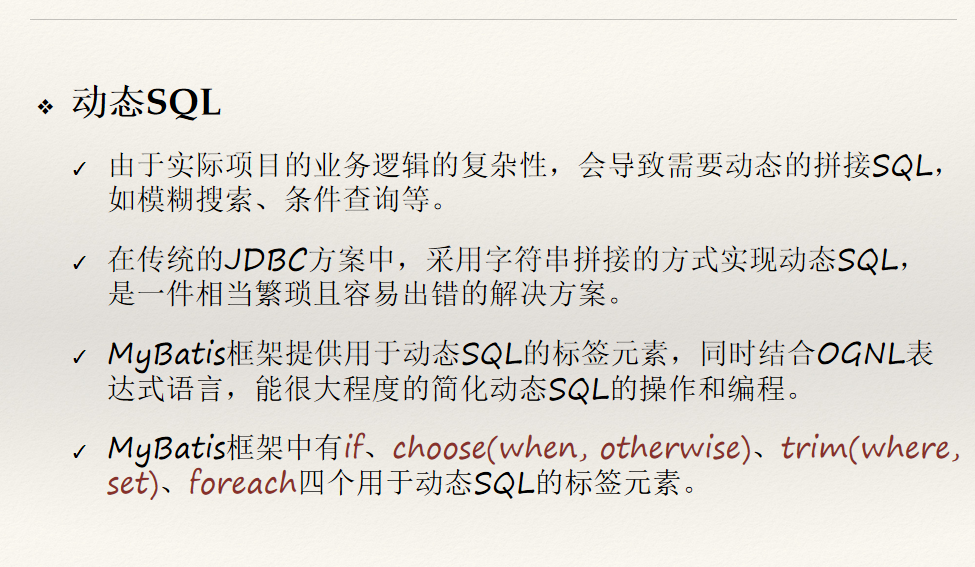 动态SQL
由于实际项目的业务逻辑的复杂性，会导致需要动态的拼接SQL，
如模糊搜索、条件查询等。
在传统的JDBC方案中，采用字符串拼接的方式实现动态SQL，
是一件相当繁琐且容易出错的解决方案。
MyBatis框架提供用于动态SQL的标签元素，同时结合OGNL表
达式语言，能很大程度的简化动态SQL的操作和编程。
MyBatis框架中有if、choose(when, otherwise)、trim(where,
set)、foreach四个用于动态SQL的标签元素。